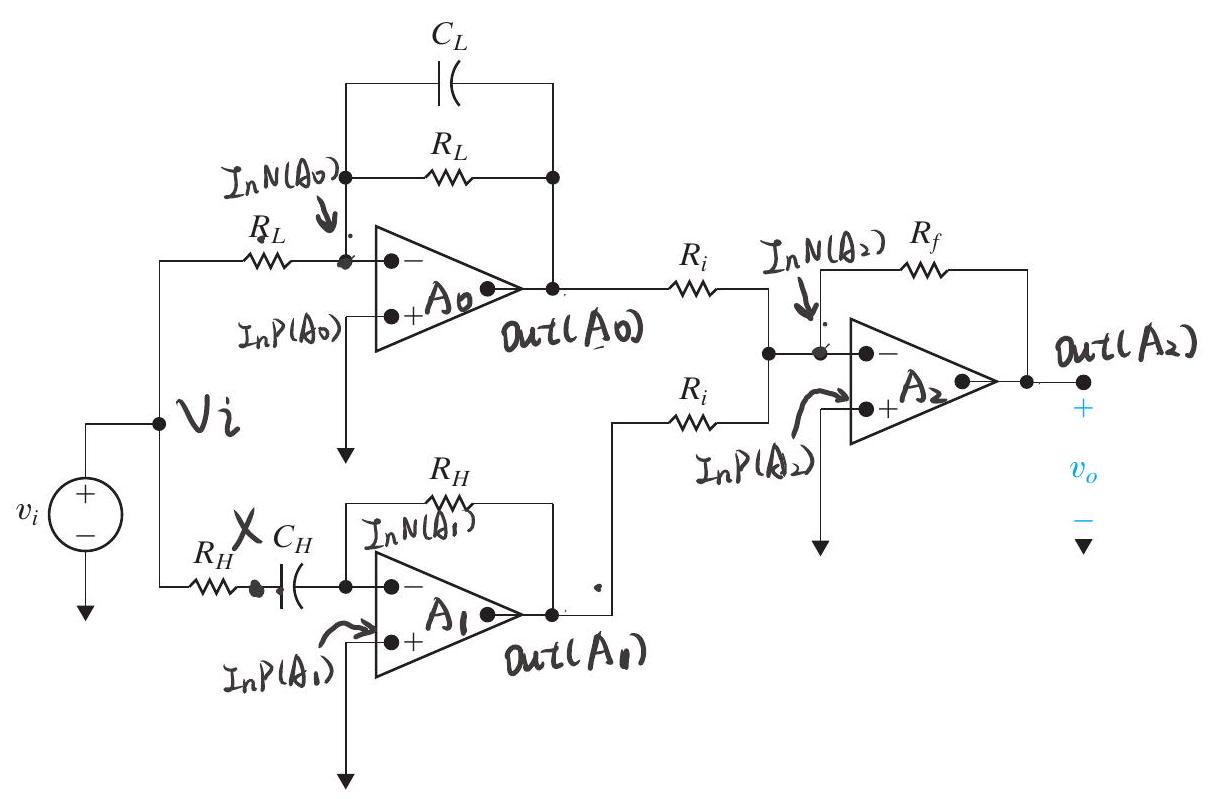 C_L
R_L
InN(A0)
R_L
−
InP(A0)
+
A0
Out(A0)
R_i
InN(A2)
R_f
−
A2
+
InP(A2)
Out(A2)
+
v_o
−
Vi
R_i
v_i
+
−
R_H
X
C_H
R_H
InN(A1)
−
A1
+
InP(A1)
Out(A1)